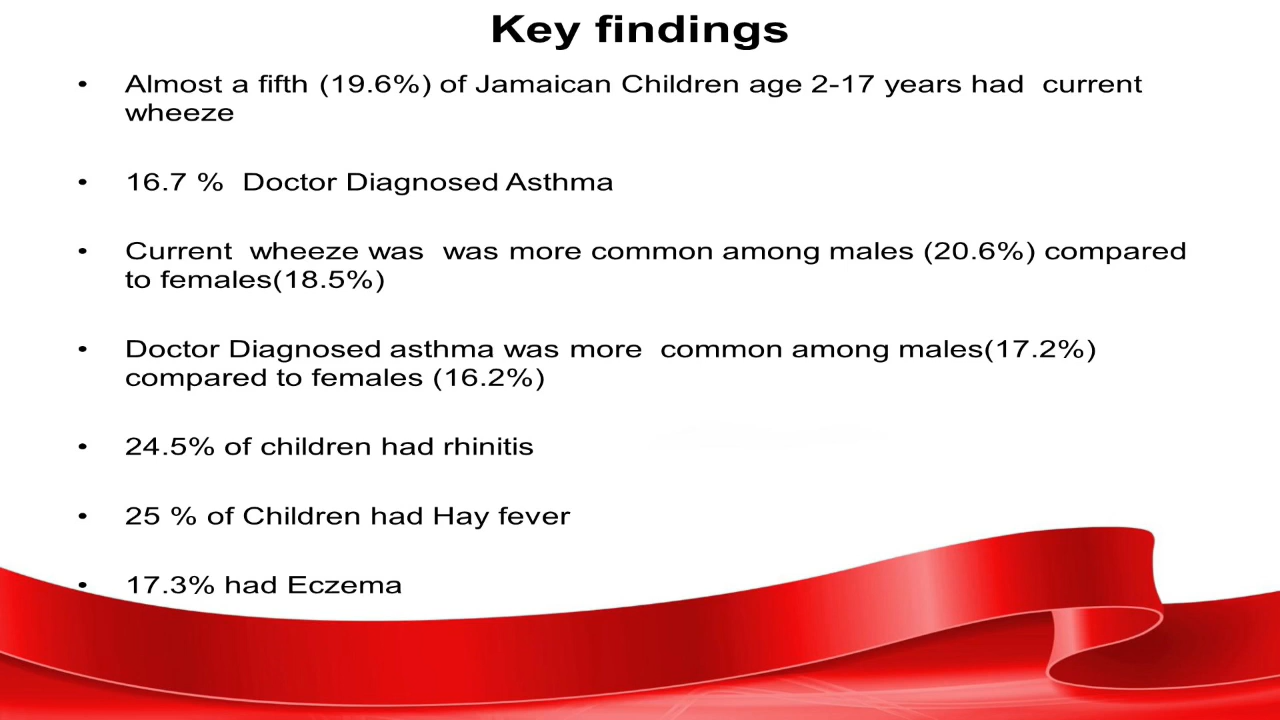 Key findings
• Almost a fifth (19.6%) of Jamaican Children age 2-17 years had  current
wheeze
• 16.7 %  Doctor Diagnosed Asthma
• Current  wheeze was  was more common among males (20.6%) compared
to females(18.5%)
• Doctor Diagnosed asthma was more  common among males(17.2%)
compared to females (16.2%)
• 24.5% of children had rhinitis
• 25 % of Children had Hay fever
• 17.3% had Eczema